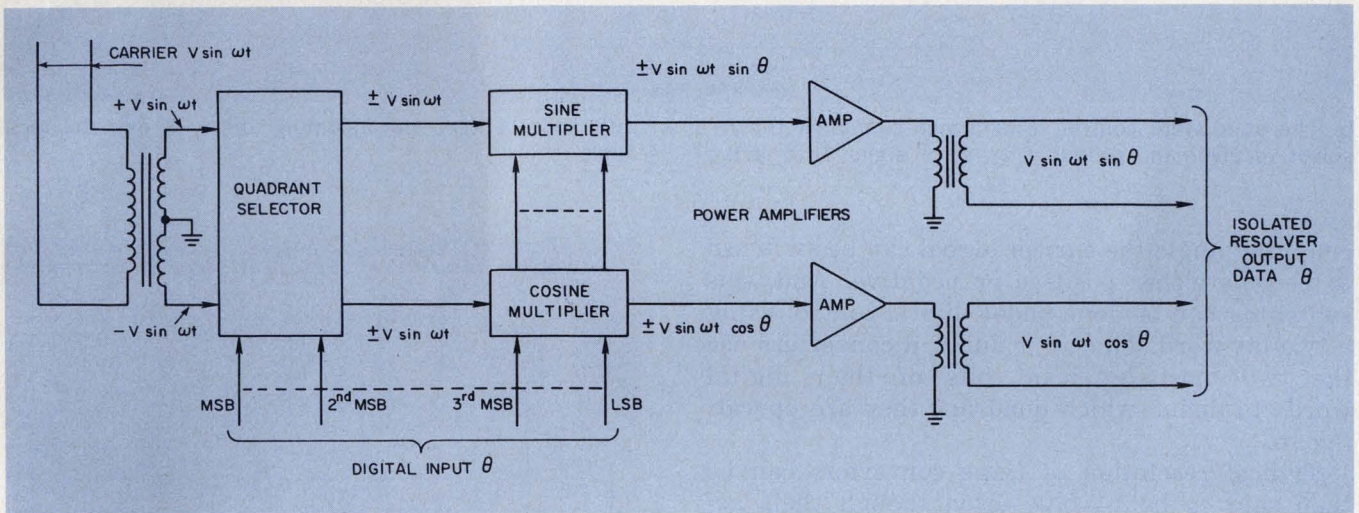 CARRIER V sin ωt
+ V sin ωt
− V sin ωt
QUADRANT
SELECTOR
± V sin ωt
± V sin ωt
SINE
MULTIPLIER
COSINE
MULTIPLIER
± V sin ωt sin θ
± V sin ωt cos θ
AMP
AMP
POWER AMPLIFIERS
V sin ωt sin θ
V sin ωt cos θ
ISOLATED
RESOLVER
OUTPUT
DATA θ
MSB
2nd MSB
3rd MSB
LSB
DIGITAL INPUT θ